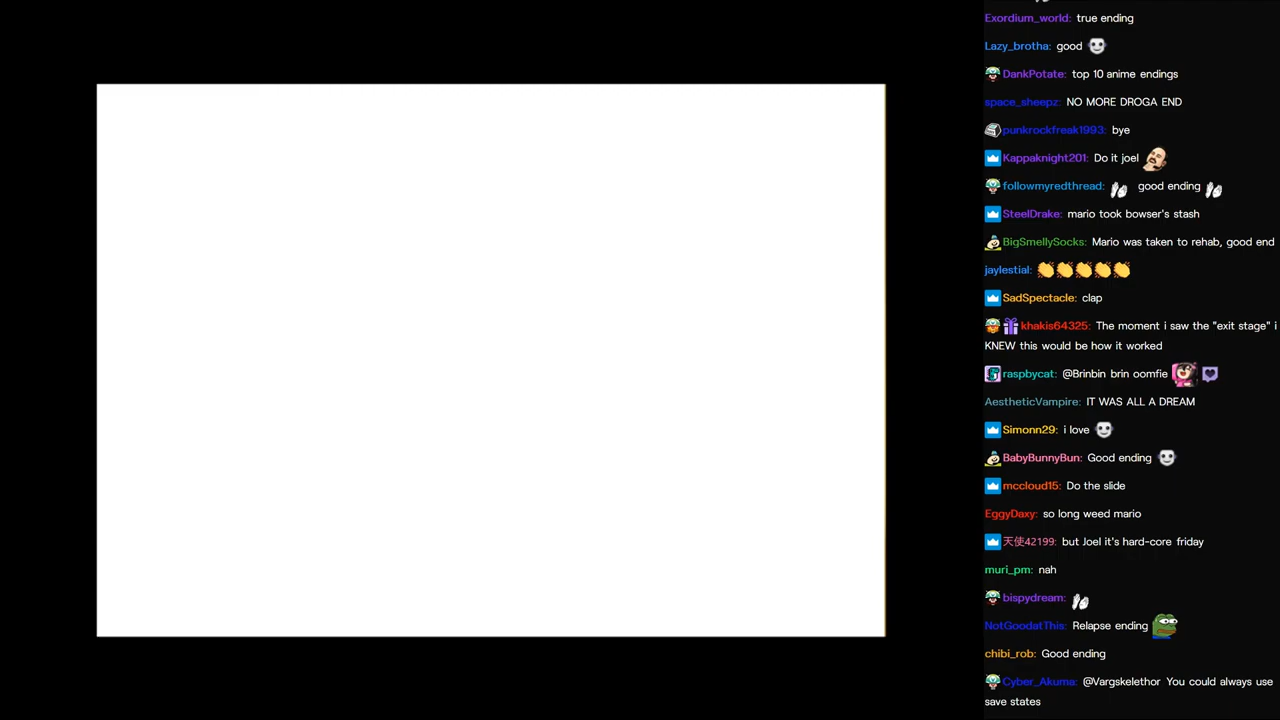 Exordium_world: true ending
Lazy_brotha: good
DankPotate: top 10 anime endings
space_sheepz: NO MORE DROGA END
punkrockfreak1993: bye
Kappaknight201: Do it joel
followmyredthread: good ending
SteelDrake: mario took bowser's stash
BigSmellySocks: Mario was taken to rehab, good end
jaylestial: 👏👏👏👏👏
SadSpectacle: clap
khakis64325: The moment i saw the "exit stage" i
KNEW this would be how it worked
raspbycat: @Brinbin brin oomfie
AestheticVampire: IT WAS ALL A DREAM
Simonn29: i love
BabyBunnyBun: Good ending
mccloud15: Do the slide
EggyDaxy: so long weed mario
天使42199: but Joel it's hard-core friday
muri_pm: nah
bispydream:
NotGoodatThis: Relapse ending
chibi_rob: Good ending
Cyber_Akuma: @Vargskelethor You could always use
save states